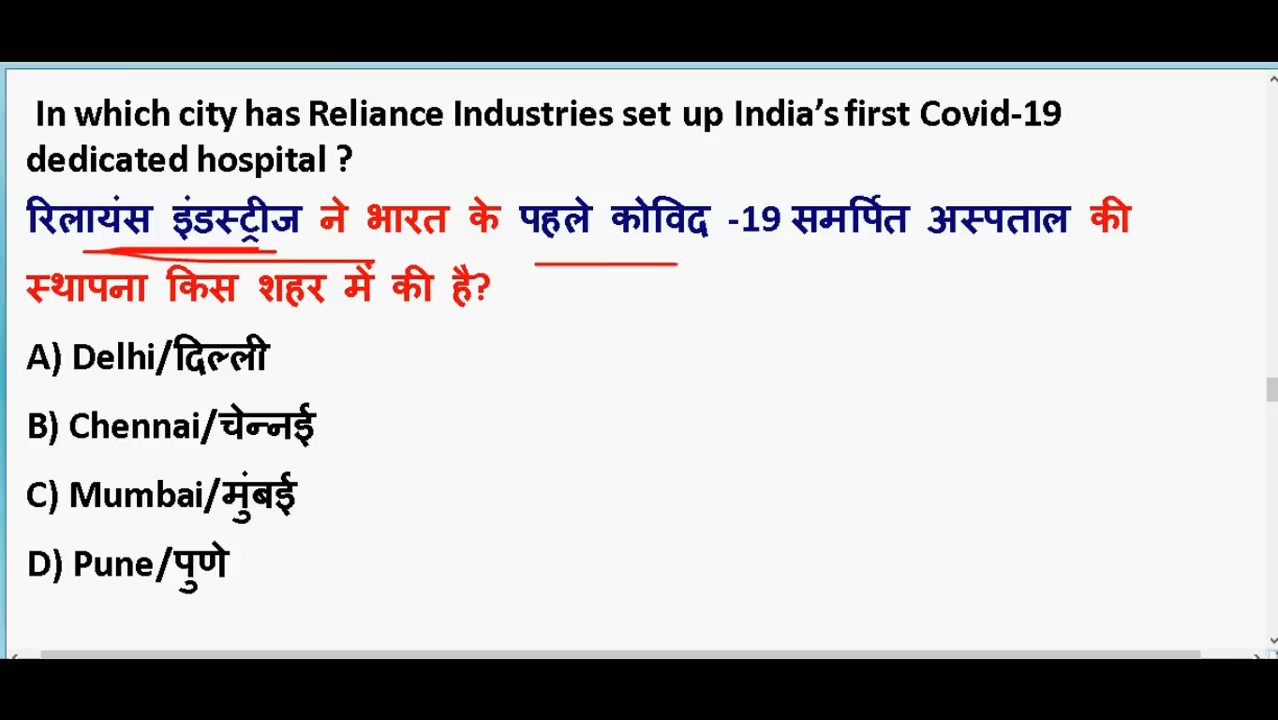 In which city has Reliance Industries set up India’s first Covid-19
dedicated hospital ?
रिलायंस इंडस्ट्रीज ने भारत के पहले कोविद -19 समर्पित अस्पताल की
स्थापना किस शहर में की है?
A) Delhi/दिल्ली
B) Chennai/चेन्नई
C) Mumbai/मुंबई
D) Pune/पुणे